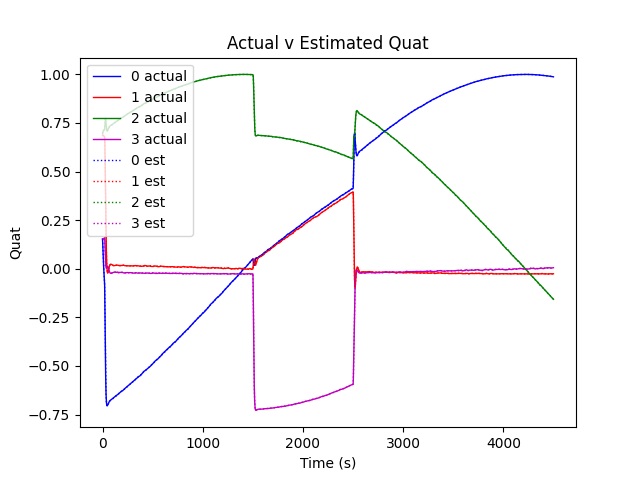 Actual v Estimated Quat
1.00
0.75
0.50
0.25
0.00
−0.25
−0.50
−0.75
Quat
0 actual
1 actual
2 actual
3 actual
0 est
1 est
2 est
3 est
0 1000 2000 3000 4000
Time (s)